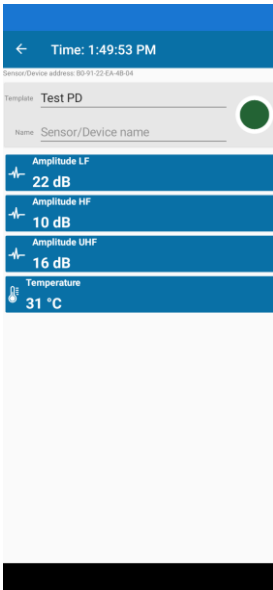 Time: 1:49:53 PM
Sensor/Device address: B0-91-22-EA-4B-04
Template Test PD
Name Sensor/Device name
Amplitude LF
22 dB
Amplitude HF
10 dB
Amplitude UHF
16 dB
Temperature
31 °C